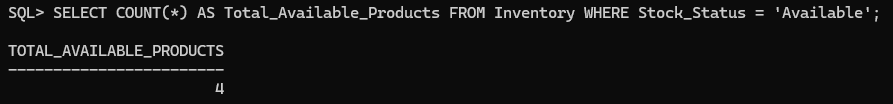 SQL> SELECT COUNT(*) AS Total_Available_Products FROM Inventory WHERE Stock_Status = 'Available';
TOTAL_AVAILABLE_PRODUCTS
------------------------
4